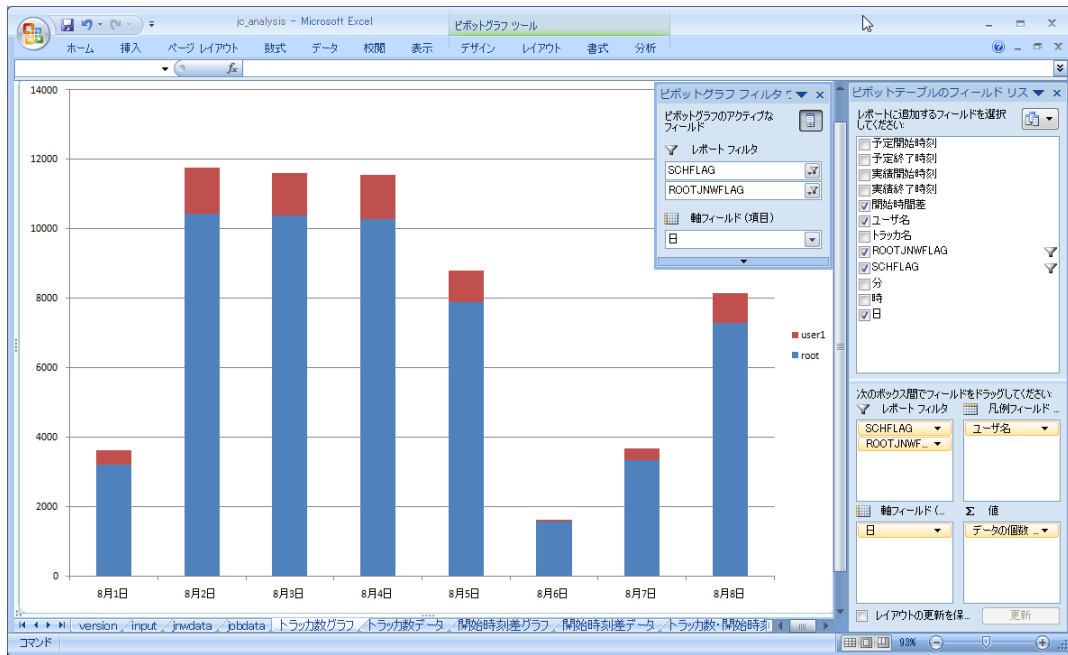 jc_analysis - Microsoft Excel
ピボットグラフ ツール
ホーム 挿入 ページ レイアウト 数式 データ 校閲 表示 デザイン レイアウト 書式 分析
fx
14000
12000
10000
8000
6000
4000
2000
0
8月1日 8月2日 8月3日 8月4日 8月5日 8月6日 8月7日 8月8日
user1
root
ピボットグラフ フィルタ
ピボットグラフのアクティブな
フィールド
レポート フィルタ
SCHFLAG
ROOTJNWFLAG
軸フィールド (項目)
日
ピボットテーブルのフィールド リス
レポートに追加するフィールドを選択
してください:
予定開始時刻
予定終了時刻
実績開始時刻
実績終了時刻
開始時間差
ユーザ名
トラッカ名
ROOTJNWFLAG
SCHFLAG
分
時
日
次のボックス間でフィールドをドラッグしてください:
レポート フィルタ 凡例フィールド ...
SCHFLAG ユーザ名
ROOTJNWF...
軸フィールド (... Σ 値
日 データの個数 ...
レイアウトの更新を保... 更新
version input jnwdata jobdata トラッカ数グラフ トラッカ数データ 開始時刻差グラフ 開始時刻差データ トラッカ数・開始時刻
コマンド 93%